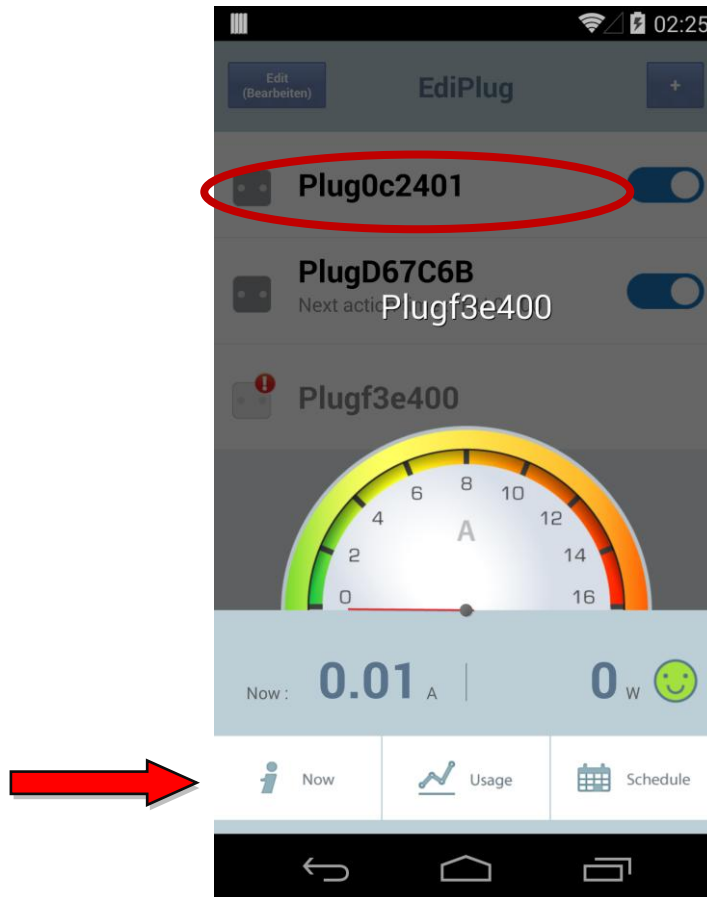 02:25
Edit
(Bearbeiten)
EdiPlug
+
Plug0c2401
PlugD67C6B
Next actio
Plugf3e400
Plugf3e400
0
2
4
6
8
10
12
14
16
A
Now : 0.01 A 0 W
Now Usage Schedule